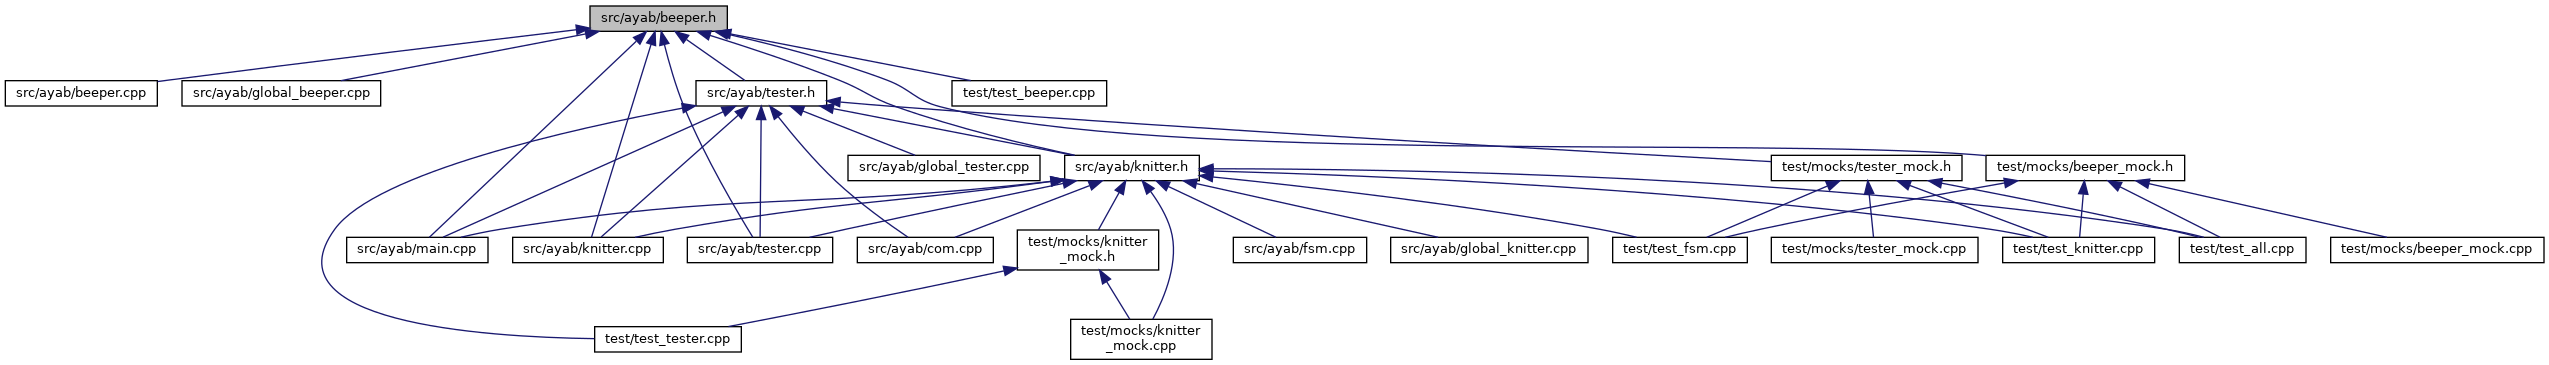 src/ayab/beeper.h
src/ayab/beeper.cpp
src/ayab/global_beeper.cpp
src/ayab/tester.h
test/test_beeper.cpp
src/ayab/global_tester.cpp
src/ayab/knitter.h
test/mocks/tester_mock.h
test/mocks/beeper_mock.h
src/ayab/main.cpp
src/ayab/knitter.cpp
src/ayab/tester.cpp
src/ayab/com.cpp
test/mocks/knitter
_mock.h
src/ayab/fsm.cpp
src/ayab/global_knitter.cpp
test/test_fsm.cpp
test/mocks/tester_mock.cpp
test/test_knitter.cpp
test/test_all.cpp
test/mocks/beeper_mock.cpp
test/test_tester.cpp
test/mocks/knitter
_mock.cpp